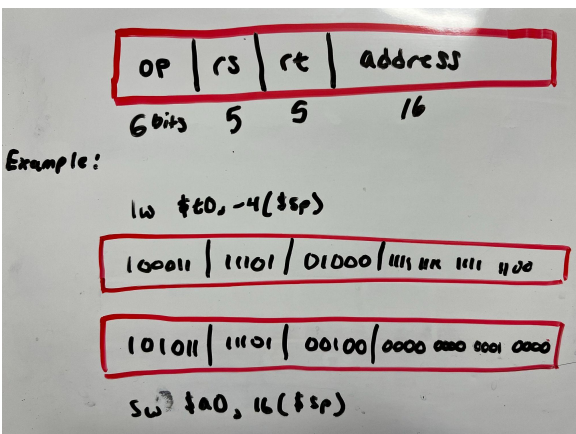 op | rs | rt | address
6 bits 5 5 16
Example:
lw $t0, -4($sp)
100011 | 11101 | 01000 | 1111 1111 1111 1100
101011 | 11101 | 00100 | 0000 0000 0001 0000
sw $a0, 16($sp)